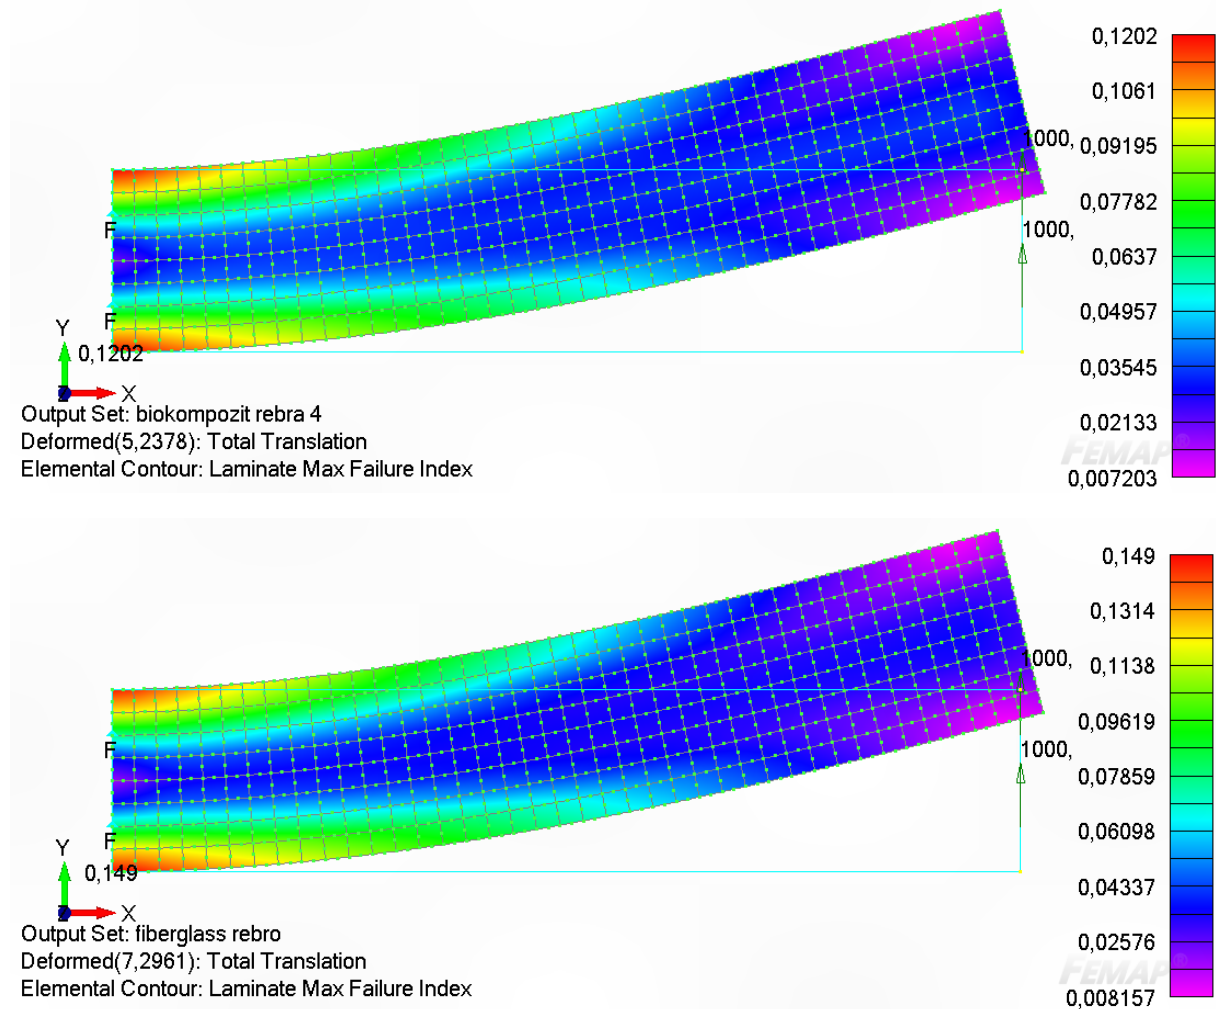 0,1202
0,1061
1000,
0,09195
0,07782
F
1000,
0,0637
F
0,04957
Y
0,1202
0,03545
Z
X
Output Set: biokompozit rebra 4
0,02133
Deformed(5,2378): Total Translation
FEMAP®
Elemental Contour: Laminate Max Failure Index
0,007203
0,149
0,1314
1000,
0,1138
0,09619
F
1000,
0,07859
F
0,06098
Y
0,149
0,04337
Z
X
Output Set: fiberglass rebro
0,02576
Deformed(7,2961): Total Translation
FEMAP®
Elemental Contour: Laminate Max Failure Index
0,008157